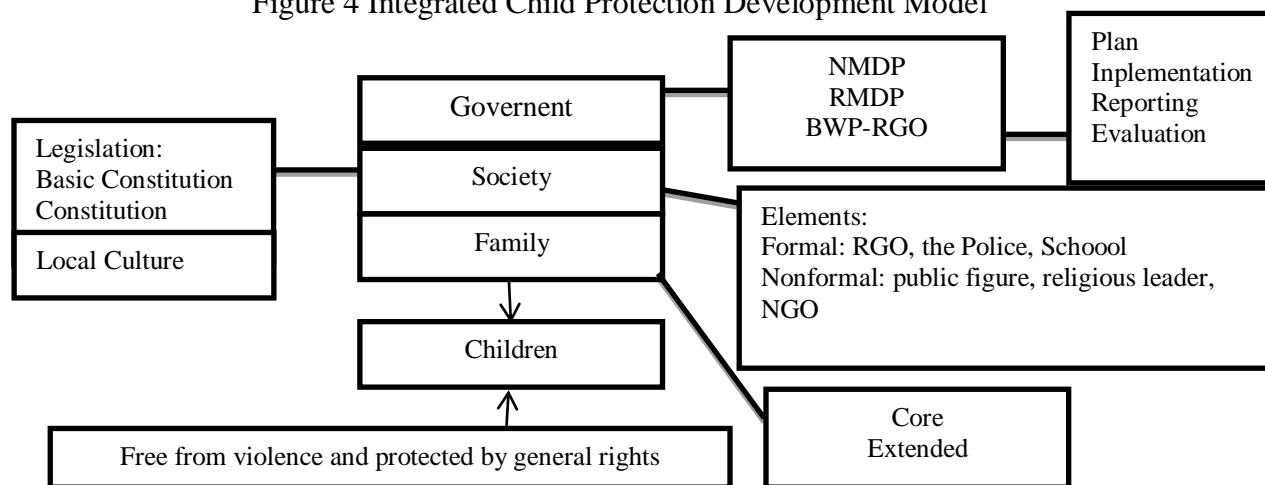 Figure 4 Integrated Child Protection Development Model
NMDP
RMDP
BWP-RGO
Plan
Inplementation
Reporting
Evaluation
Governent
Society
Family
Legislation:
Basic Constitution
Constitution
Local Culture
Elements:
Formal: RGO, the Police, Schoool
Nonformal: public figure, religious leader,
NGO
Children
Core
Extended
Free from violence and protected by general rights